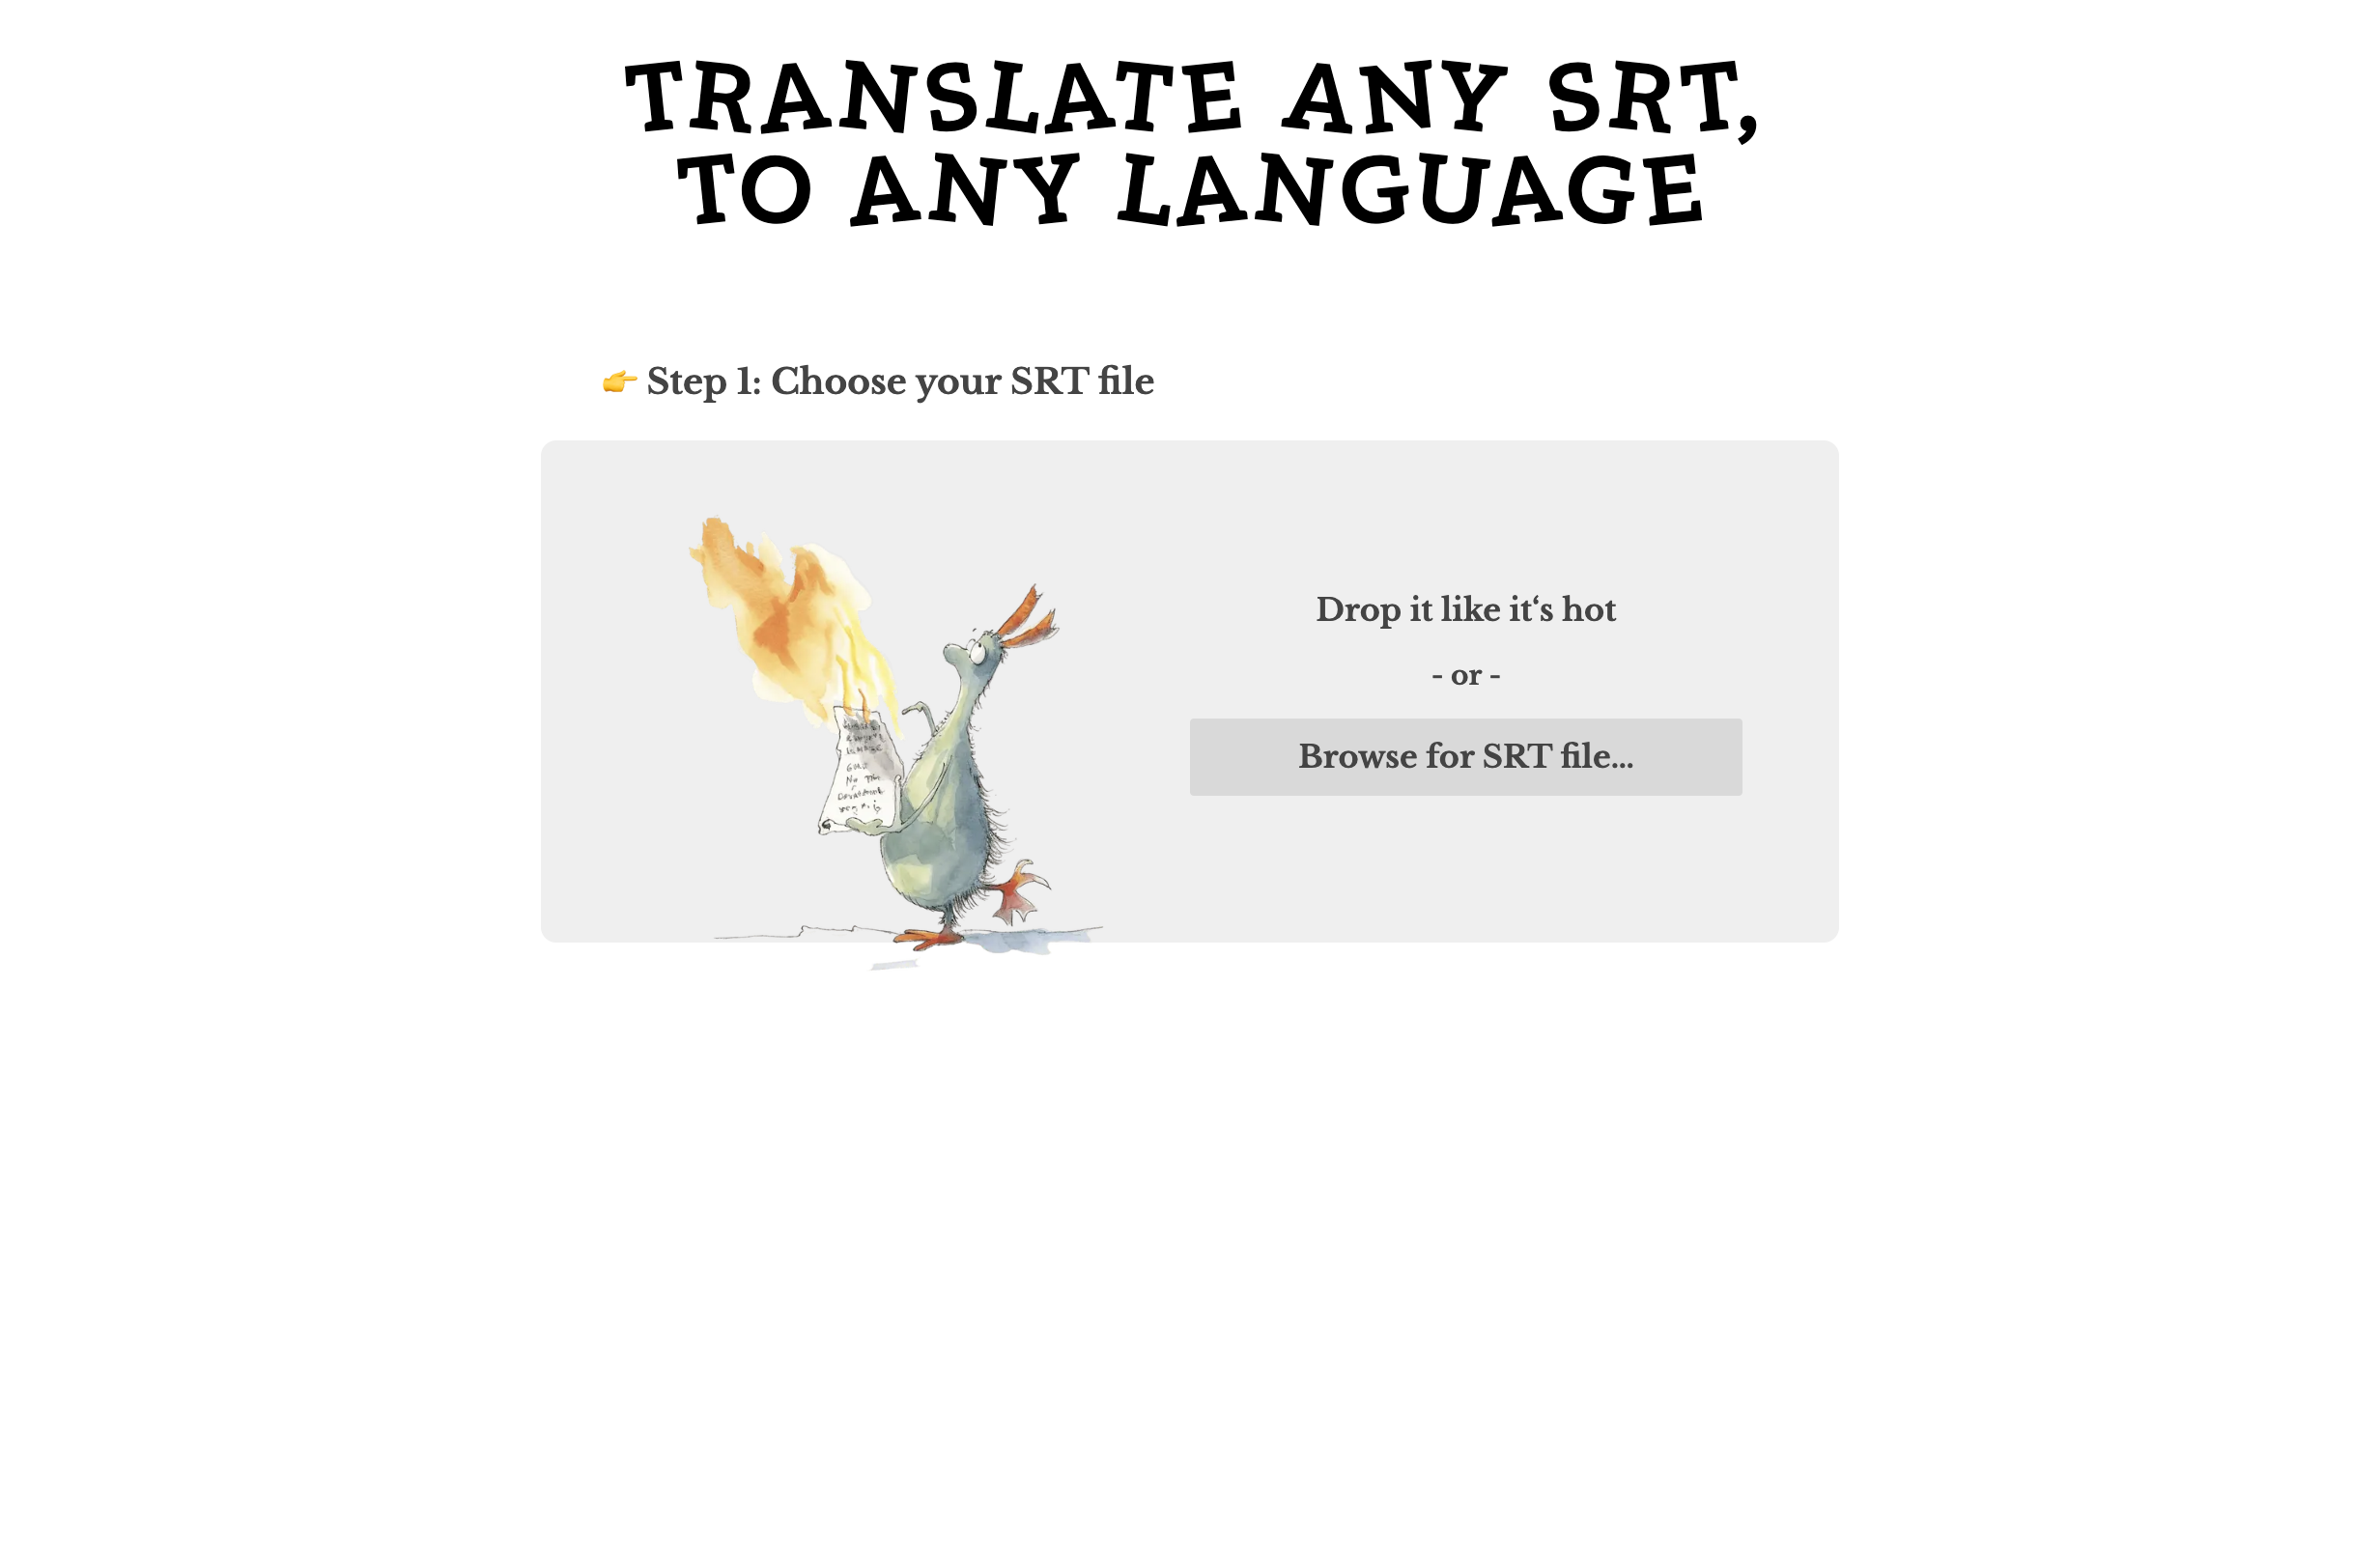 TRANSLATE ANY SRT,
TO ANY LANGUAGE
👉 Step 1: Choose your SRT file
Drop it like it‘s hot
- or -
Browse for SRT file...